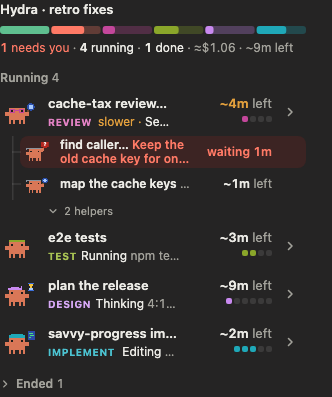 Hydra · retro fixes
1 needs you · 4 running · 1 done · ≈$1.06 · ~9m left
Running 4
cache-tax review... ~4m left
REVIEW slower · Se...
find caller... Keep the old cache key for on... waiting 1m
map the cache keys ... ~1m left
2 helpers
e2e tests ~3m left
TEST Running npm te...
plan the release ~9m left
DESIGN Thinking 4:1...
savvy-progress im... ~2m left
IMPLEMENT Editing ...
Ended 1